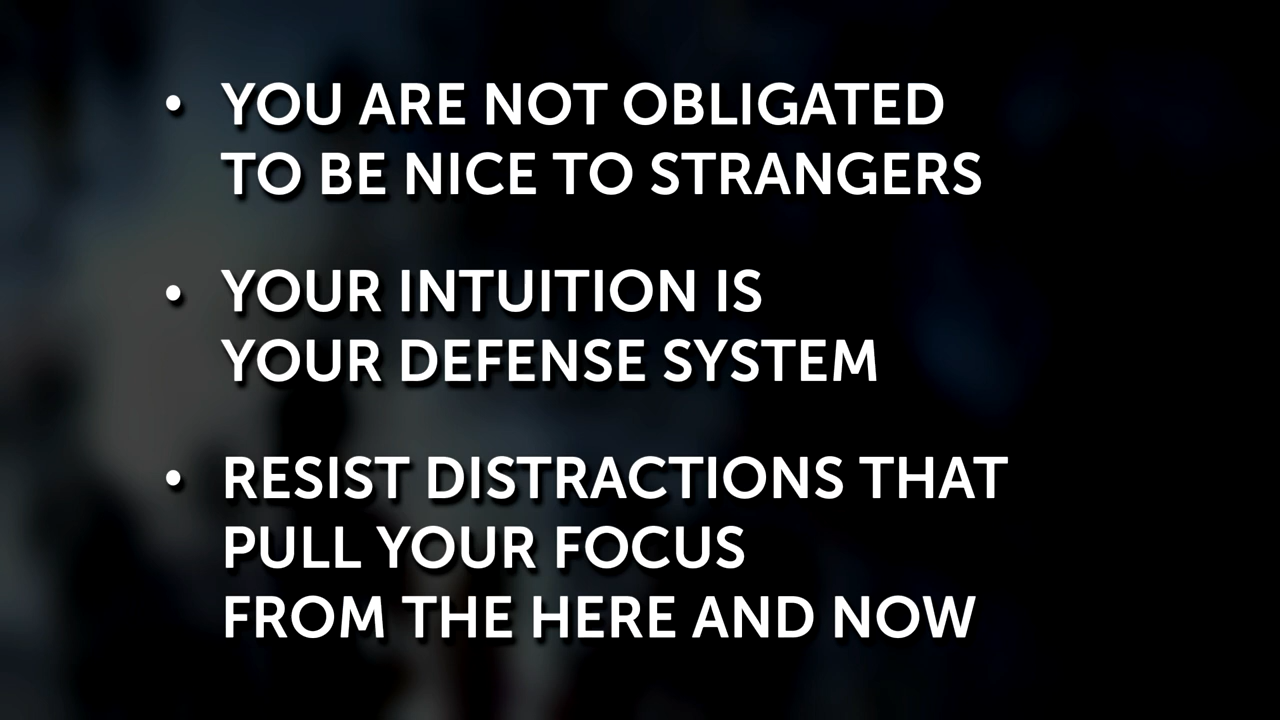 • YOU ARE NOT OBLIGATED
TO BE NICE TO STRANGERS
• YOUR INTUITION IS
YOUR DEFENSE SYSTEM
• RESIST DISTRACTIONS THAT
PULL YOUR FOCUS
FROM THE HERE AND NOW